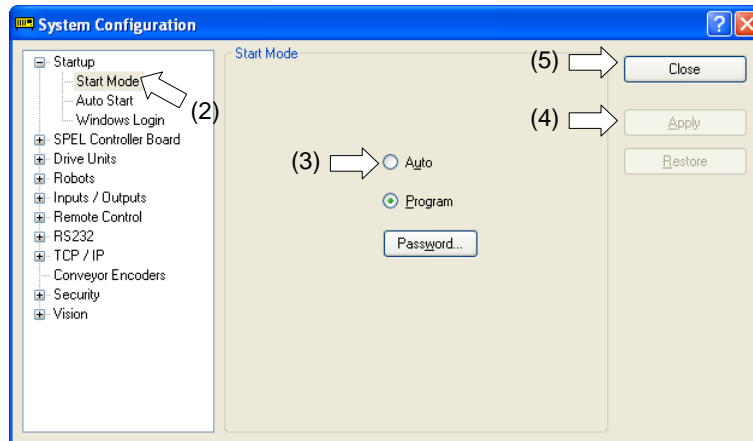 System Configuration
Startup
Start Mode
Auto Start
Windows Login
SPEL Controller Board
Drive Units
Robots
Inputs / Outputs
Remote Control
RS232
TCP / IP
Conveyor Encoders
Security
Vision
(2)
Start Mode
(3)
Auto
Program
Password...
(5)
Close
(4)
Apply
Restore